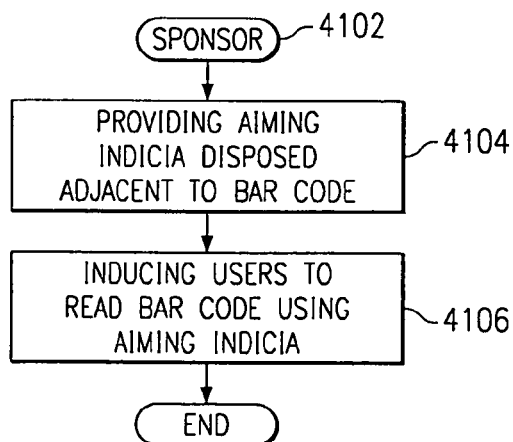 SPONSOR
4102
PROVIDING AIMING
INDICIA DISPOSED
ADJACENT TO BAR CODE
4104
INDUCING USERS TO
READ BAR CODE USING
AIMING INDICIA
4106
END